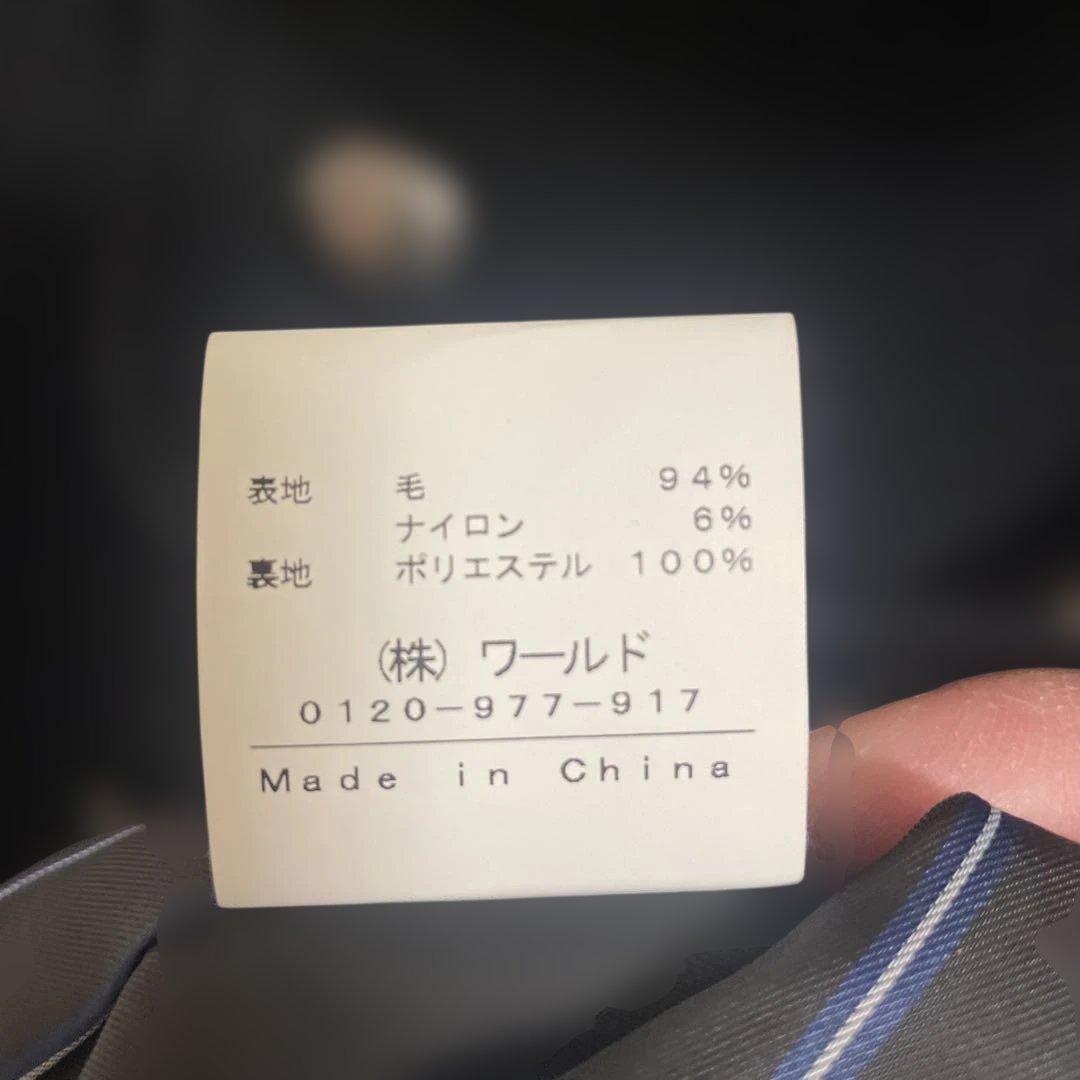 表地 毛 94%
ナイロン 6%
裏地 ポリエステル 100%
(株) ワールド
0120-977-917
Made in China